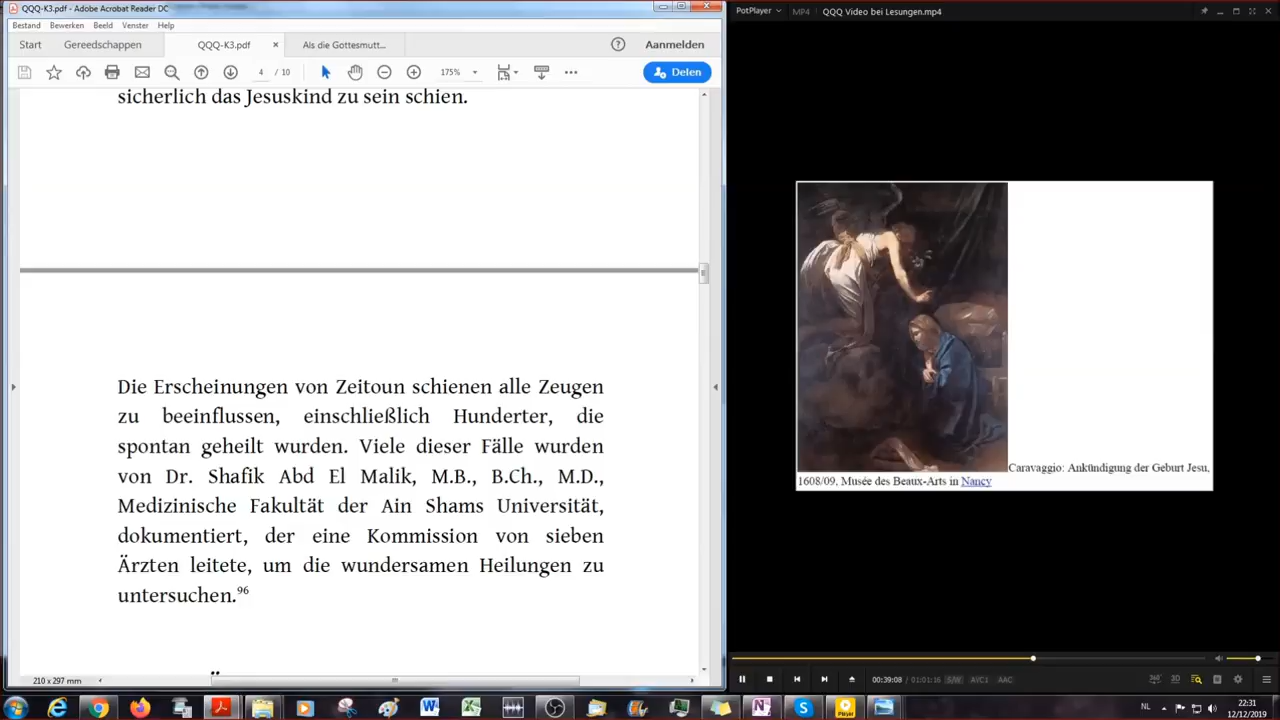 QQQ-K3.pdf - Adobe Acrobat Reader DC
Bestand Bewerken Beeld Venster Help
Start Gereedschappen QQQ-K3.pdf × Als die Gottesmutt... Anmelden
4 / 10 175% Delen
sicherlich das Jesuskind zu sein schien.
Die Erscheinungen von Zeitoun schienen alle Zeugen
zu beeinflussen, einschließlich Hunderter, die
spontan geheilt wurden. Viele dieser Fälle wurden
von Dr. Shafik Abd El Malik, M.B., B.Ch., M.D.,
Medizinische Fakultät der Ain Shams Universität,
dokumentiert, der eine Kommission von sieben
Ärzten leitete, um die wundersamen Heilungen zu
untersuchen.⁹⁶
210 x 297 mm
PotPlayer MP4 QQQ Video bei Lesungen.mp4
Caravaggio: Ankündigung der Geburt Jesu,
1608/09, Musée des Beaux-Arts in Nancy
00:39:08 / 01:01:16 S/W AVC1 AAC
360° 3D
NL 22:31
12/12/2019